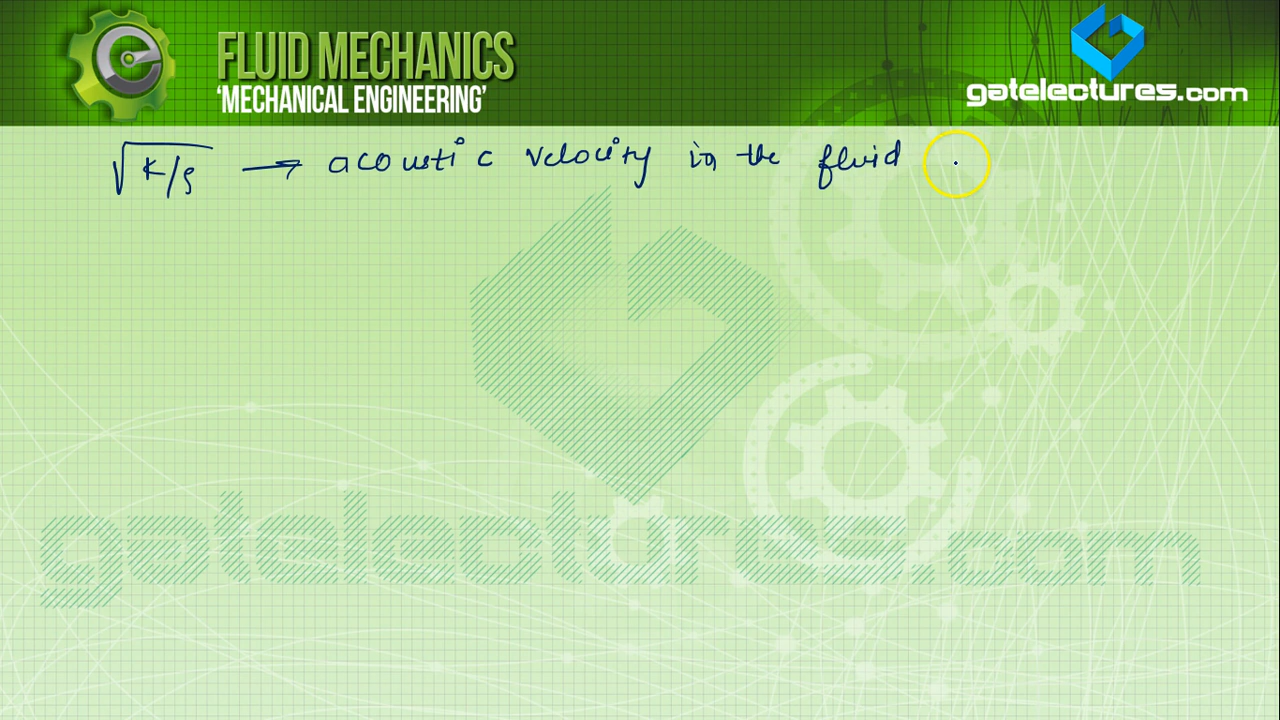 FLUID MECHANICS
'MECHANICAL ENGINEERING'
gatelectures.com
√K/ρ → acoustic velocity in the fluid
gatelectures.com